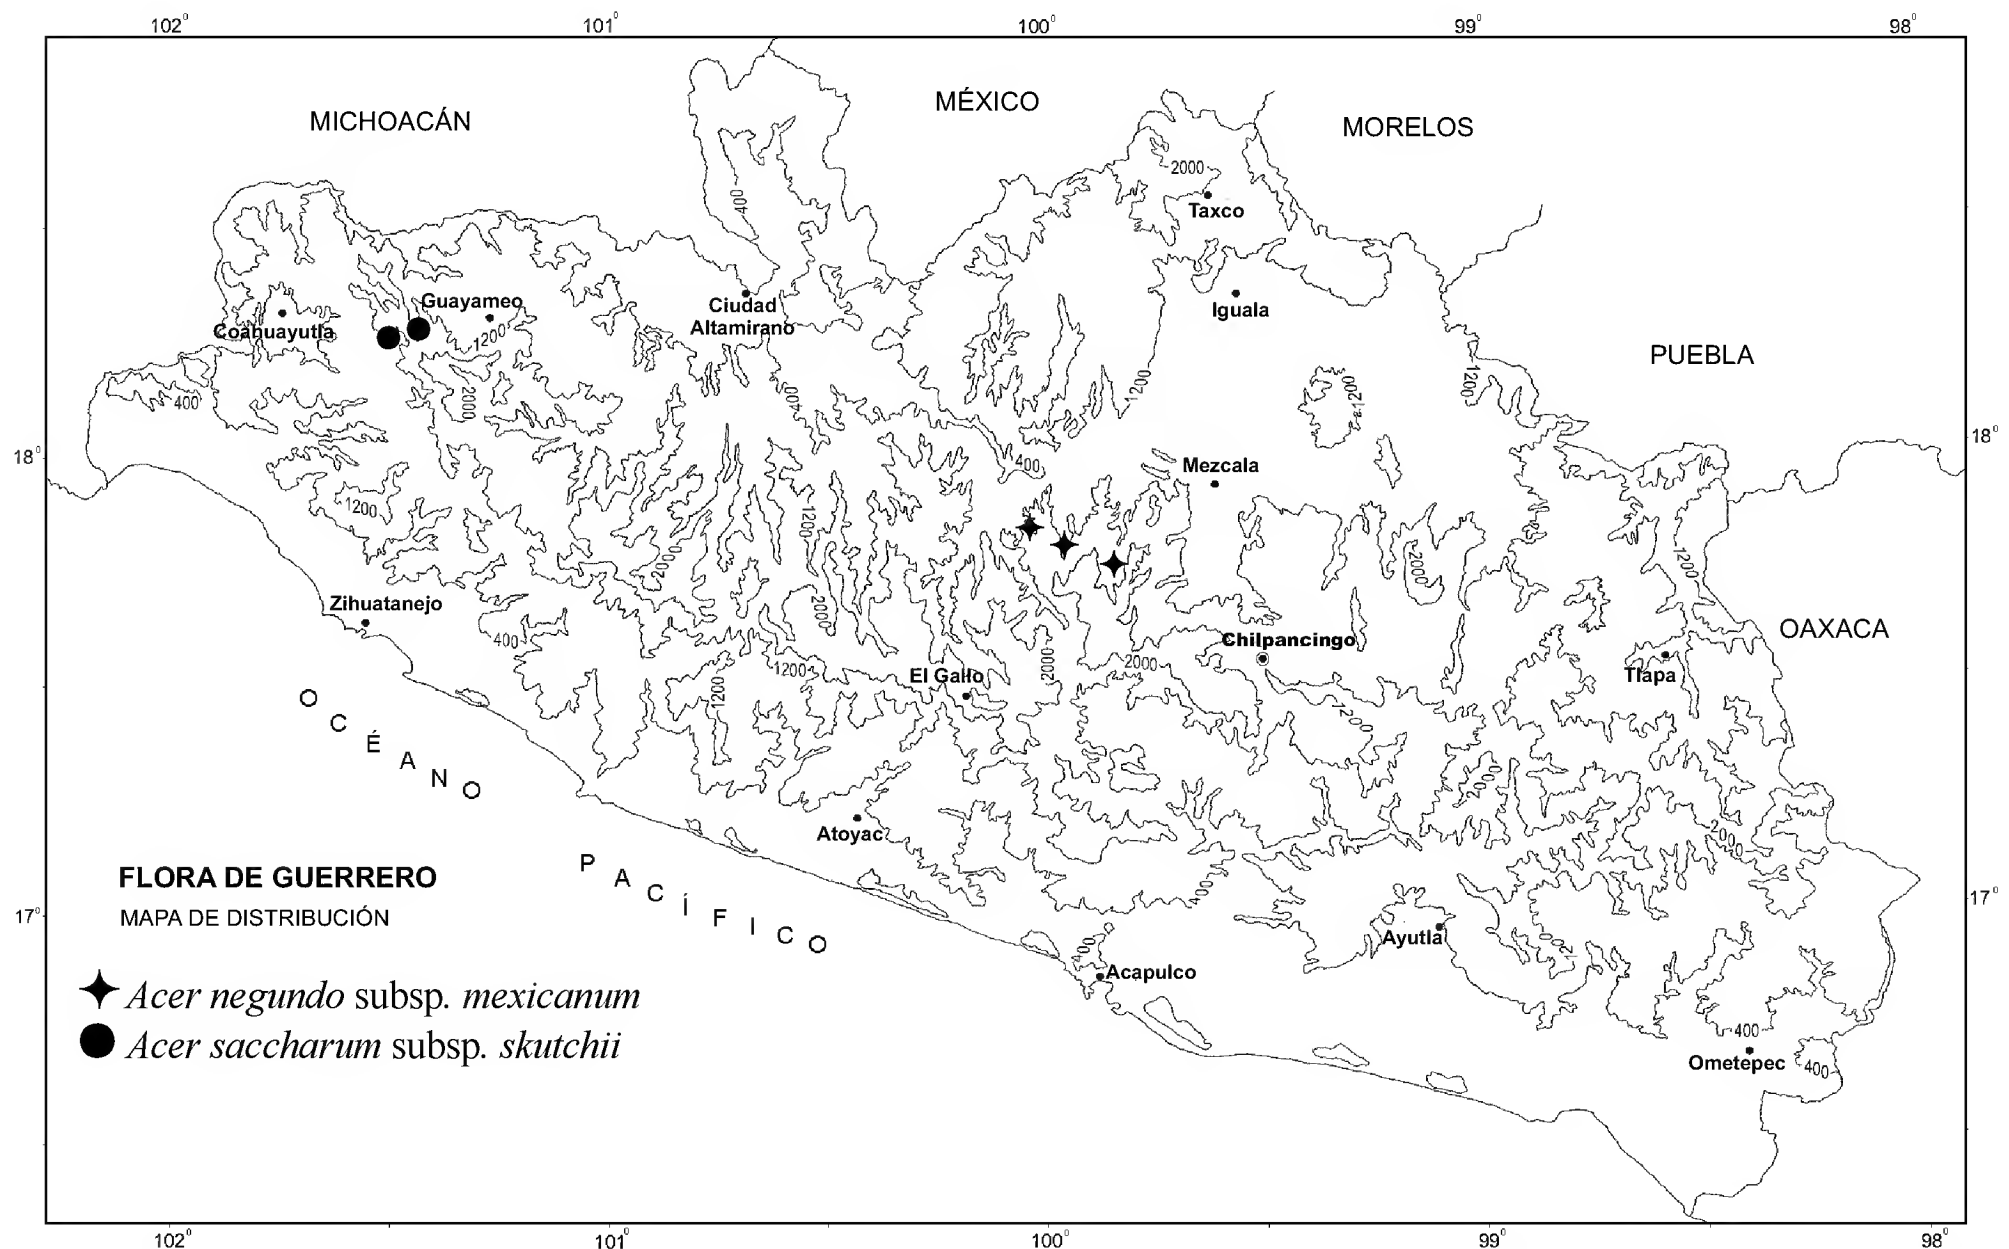 102° 101° 100° 99° 98°
MICHOACÁN
MÉXICO
MORELOS
2000
Taxco
400
Guayameo
Coahuayutla
1200
Ciudad
Altamirano
Iguala
PUEBLA
400
2000
400
1200
1200
1200
18°
18°
400
Mezcala
1200
1200
2000
2000
1200
2000
Zihuatanejo
400
OAXACA
Chilpancingo
1200
1200
El Gallo
2000
2000
Tlapa
1200
OCÉANO
2000
Atoyac
2000
PACÍFICO
FLORA DE GUERRERO
MAPA DE DISTRIBUCIÓN
17°
17°
400
400
Ayutla
1200
400
Acapulco
Acer negundo subsp. mexicanum
Acer saccharum subsp. skutchii
400
Ometepec
400
102° 101° 100° 99° 98°